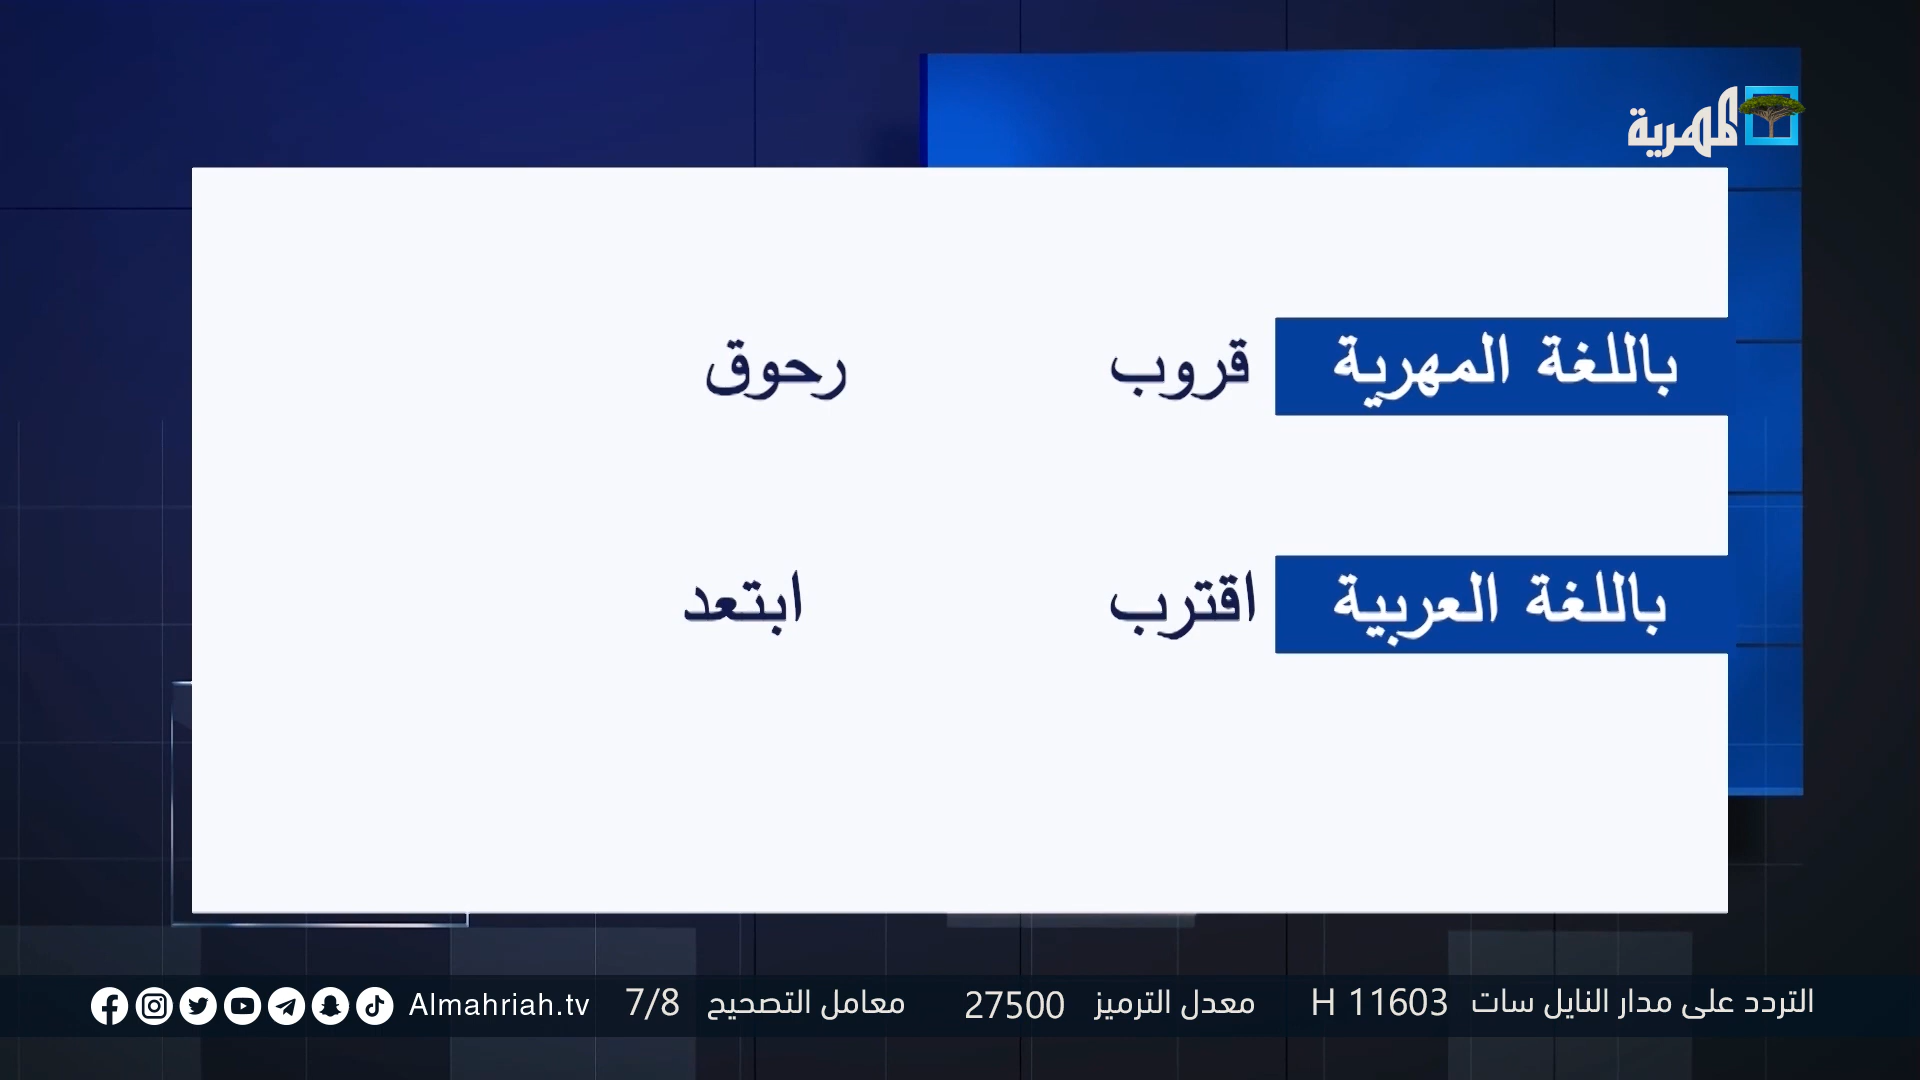 المهرية
باللغة المهرية قروب رحوق
باللغة العربية اقترب ابتعد
التردد على مدار النايل سات 11603 H معدل الترميز 27500 معامل التصحيح 7/8 Almahriah.tv